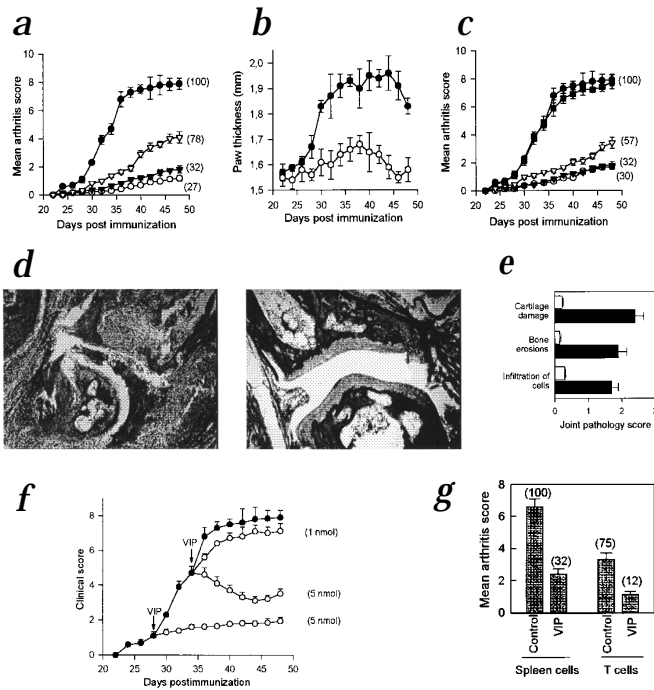 a
b
c
10
8
6
4
2
0
Mean arthritis score
(100)
(78)
(32)
(27)
20 25 30 35 40 45 50
Days post immunization
2,0
1,9
1,8
1,7
1,6
1,5
Paw thickness (mm)
20 25 30 35 40 45 50
Days post immunization
10
8
6
4
2
0
Mean arthritis score
(100)
(57)
(32)
(30)
20 25 30 35 40 45 50
Days post immunization
d
e
Cartilage
damage
Bone
erosions
Infiltration of
cells
0 1 2 3
Joint pathology score
f
8
6
4
2
0
Clinical score
VIP
VIP
(1 nmol)
(5 nmol)
(5 nmol)
20 25 30 35 40 45 50
Days postimmunization
g
8
6
4
2
0
Mean arthritis score
(100)
(32)
(75)
(12)
Control
VIP
Control
VIP
Spleen cells T cells